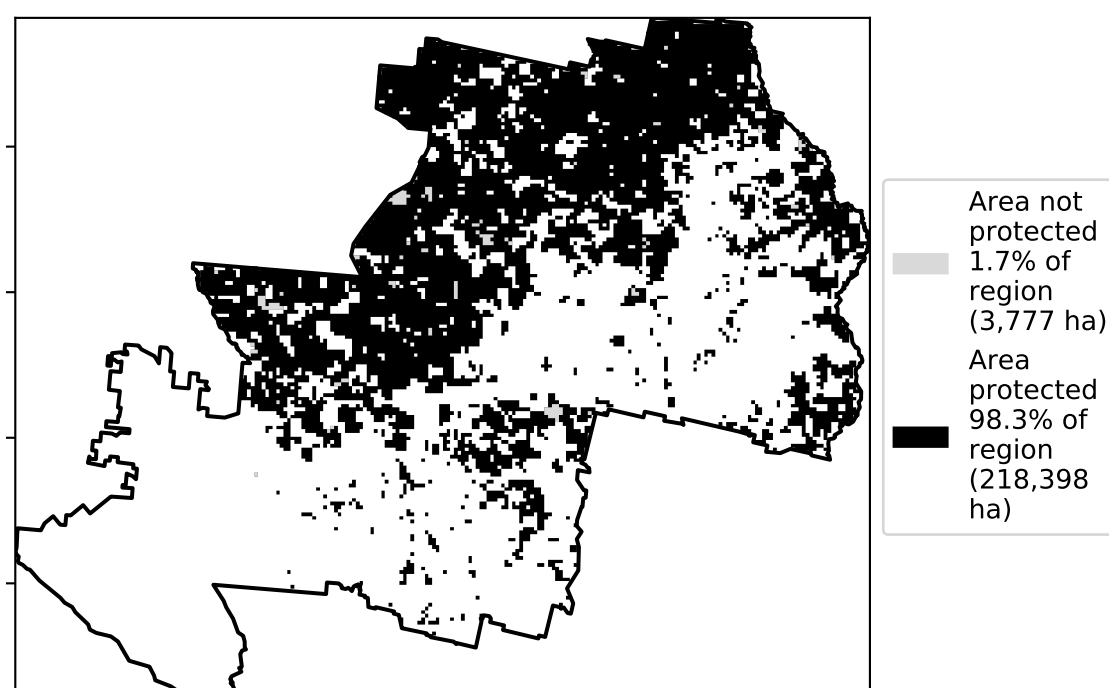 Area not
protected
1.7% of
region
(3,777 ha)
Area
protected
98.3% of
region
(218,398
ha)